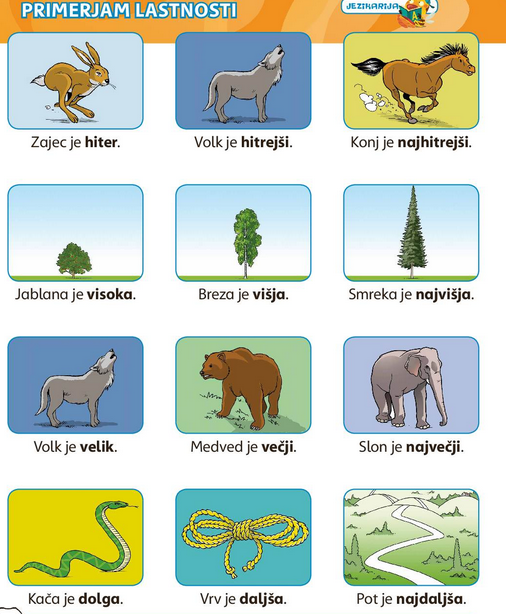 PRIMERJAM LASTNOSTI
JEZIKARIJA
Zajec je hiter.
Volk je hitrejši.
Konj je najhitrejši.
Jablana je visoka.
Breza je višja.
Smreka je najvišja.
Volk je velik.
Medved je večji.
Slon je največji.
Kača je dolga.
Vrv je daljša.
Pot je najdaljša.